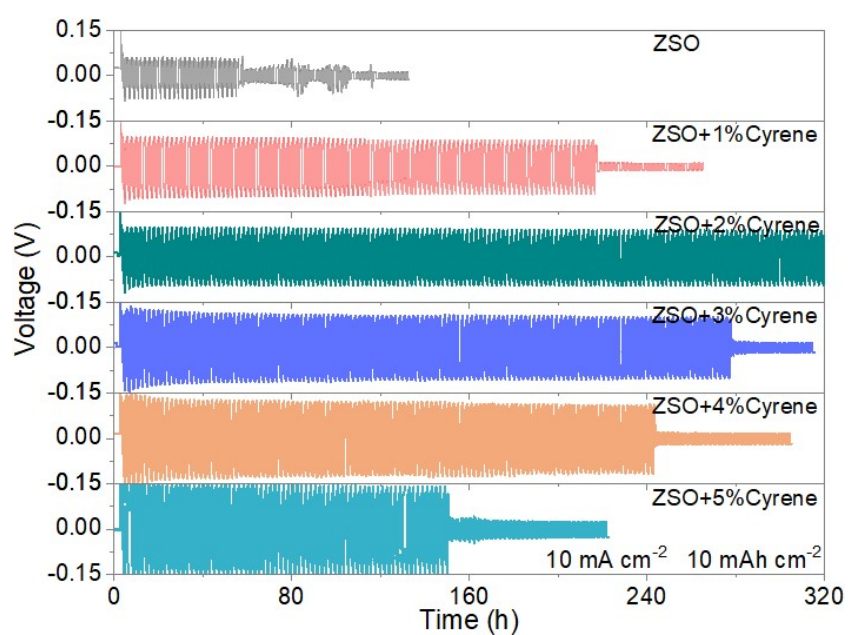 0.15
ZSO
0.00
-0.15
ZSO+1%Cyrene
0.00
-0.15
ZSO+2%Cyrene
0.00
-0.15
ZSO+3%Cyrene
0.00
-0.15
ZSO+4%Cyrene
0.00
-0.15
ZSO+5%Cyrene
0.00
10 mA cm⁻² 10 mAh cm⁻²
-0.15
Voltage (V)
0 80 160 240 320
Time (h)